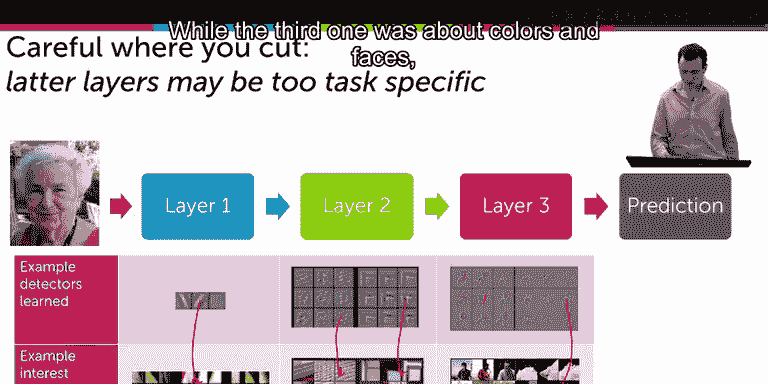 While the third one was about colors and
faces,
Careful where you cut:
latter layers may be too task specific
Layer 1
Layer 2
Layer 3
Prediction
Example
detectors
learned
Example
interest